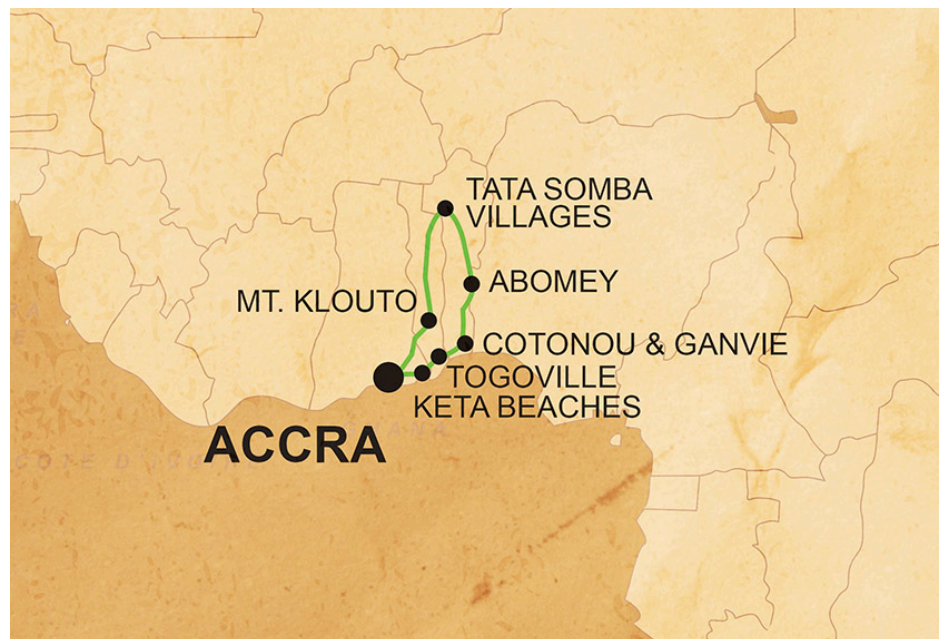 TATA SOMBA
VILLAGES
ABOMEY
MT. KLOUTO
COTONOU & GANVIE
TOGOVILLE
KETA BEACHES
ACCRA